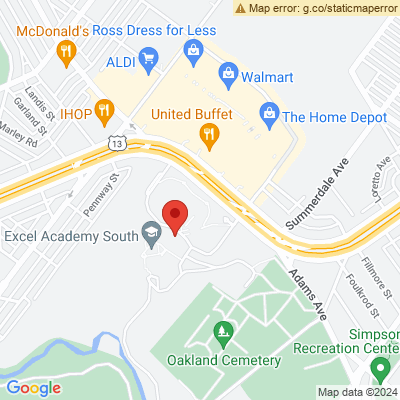 Map error: g.co/staticmaperror
Ross Dress for Less
McDonald's
ALDI
Walmart
Landis St
Garland St
Marley Rd
IHOP
United Buffet
The Home Depot
13
Pennway St
Summerdale Ave
Loretto Ave
Excel Academy South
Adams Ave
Fillmore St
Foulkrod St
Oakland Cemetery
Simpson
Recreation Center
Google
Map data ©2024